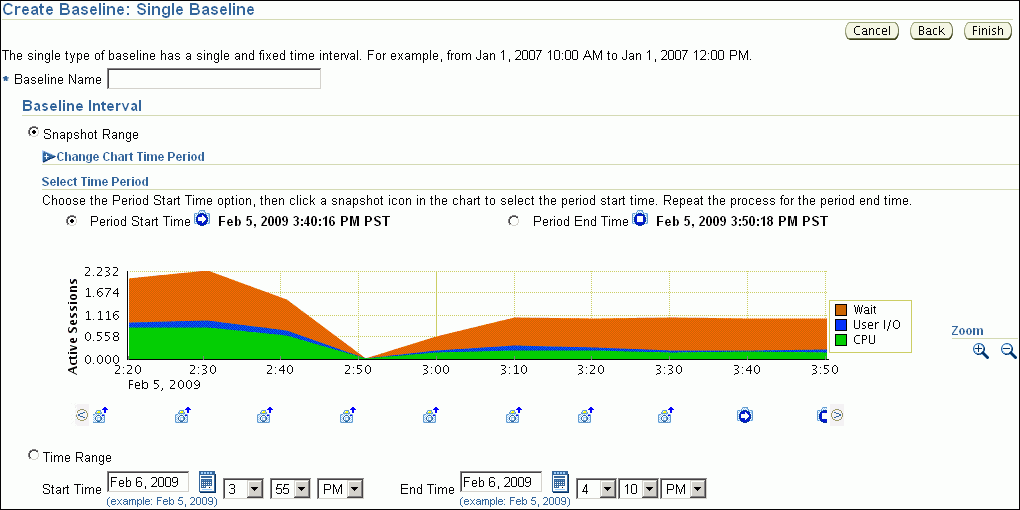 Create Baseline: Single Baseline
Cancel Back Finish
The single type of baseline has a single and fixed time interval. For example, from Jan 1, 2007 10:00 AM to Jan 1, 2007 12:00 PM.
* Baseline Name
Baseline Interval
Snapshot Range
Change Chart Time Period
Select Time Period
Choose the Period Start Time option, then click a snapshot icon in the chart to select the period start time. Repeat the process for the period end time.
Period Start Time Feb 5, 2009 3:40:16 PM PST Period End Time Feb 5, 2009 3:50:18 PM PST
Active Sessions
2.232
1.674
1.116
0.558
0.000
2:20 2:30 2:40 2:50 3:00 3:10 3:20 3:30 3:40 3:50
Feb 5, 2009
Wait
User I/O
CPU
Zoom
Time Range
Start Time Feb 6, 2009 3 55 PM End Time Feb 6, 2009 4 10 PM
(example: Feb 5, 2009) (example: Feb 5, 2009)